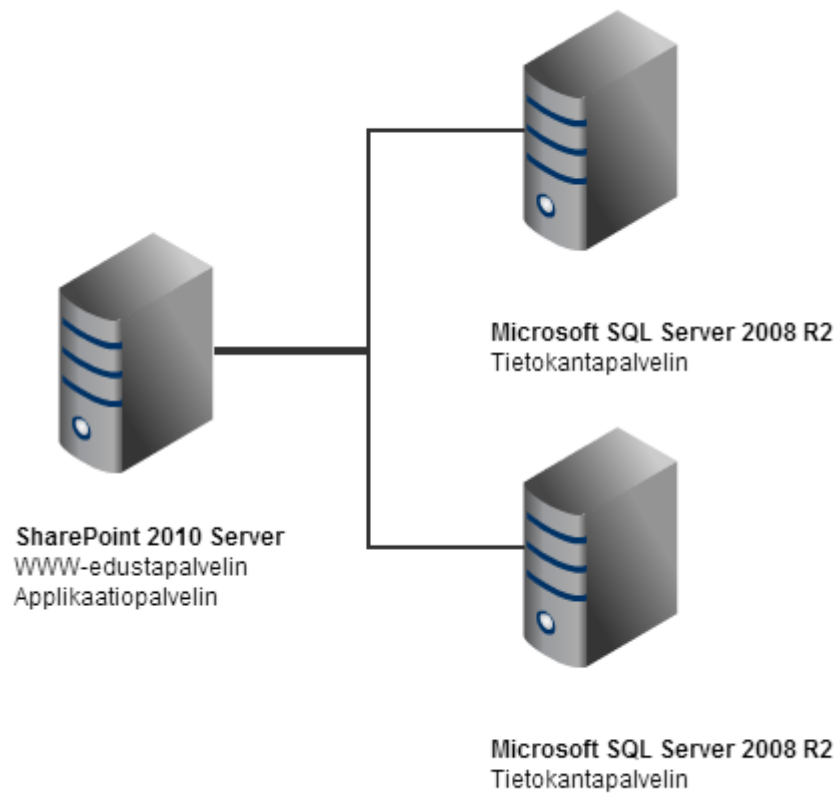 Microsoft SQL Server 2008 R2
Tietokantapalvelin
SharePoint 2010 Server
WWW-edustapalvelin
Applikaatiopalvelin
Microsoft SQL Server 2008 R2
Tietokantapalvelin